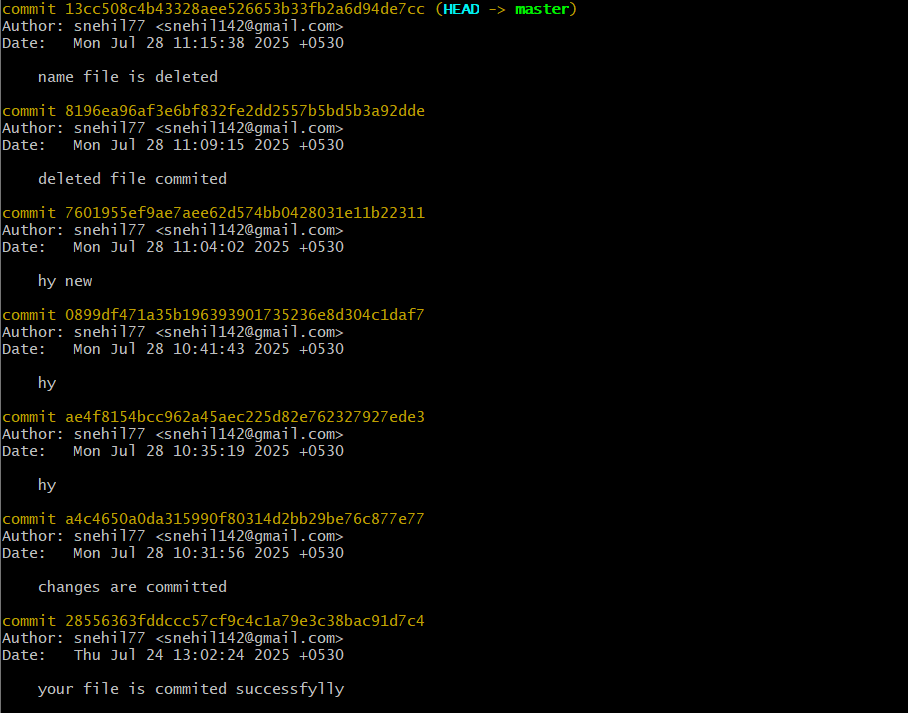 commit 13cc508c4b43328aee526653b33fb2a6d94de7cc (HEAD -> master)
Author: snehil77 <snehil142@gmail.com>
Date:   Mon Jul 28 11:15:38 2025 +0530
    name file is deleted
commit 8196ea96af3e6bf832fe2dd2557b5bd5b3a92dde
Author: snehil77 <snehil142@gmail.com>
Date:   Mon Jul 28 11:09:15 2025 +0530
    deleted file commited
commit 7601955ef9ae7aee62d574bb0428031e11b22311
Author: snehil77 <snehil142@gmail.com>
Date:   Mon Jul 28 11:04:02 2025 +0530
    hy new
commit 0899df471a35b196393901735236e8d304c1daf7
Author: snehil77 <snehil142@gmail.com>
Date:   Mon Jul 28 10:41:43 2025 +0530
    hy
commit ae4f8154bcc962a45aec225d82e762327927ede3
Author: snehil77 <snehil142@gmail.com>
Date:   Mon Jul 28 10:35:19 2025 +0530
    hy
commit a4c4650a0da315990f80314d2bb29be76c877e77
Author: snehil77 <snehil142@gmail.com>
Date:   Mon Jul 28 10:31:56 2025 +0530
    changes are committed
commit 28556363fddccc57cf9c4c1a79e3c38bac91d7c4
Author: snehil77 <snehil142@gmail.com>
Date:   Thu Jul 24 13:02:24 2025 +0530
    your file is commited successfylly